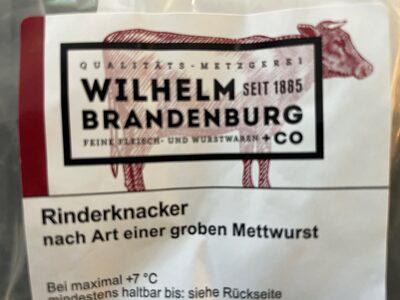 QUALITÄTS-METZGEREI
WILHELM SEIT 1885
BRANDENBURG
FEINE FLEISCH- UND WURSTWAREN + CO
Rinderknacker
nach Art einer groben Mettwurst
Bei maximal +7 °C
mindestens haltbar bis: siehe Rückseite